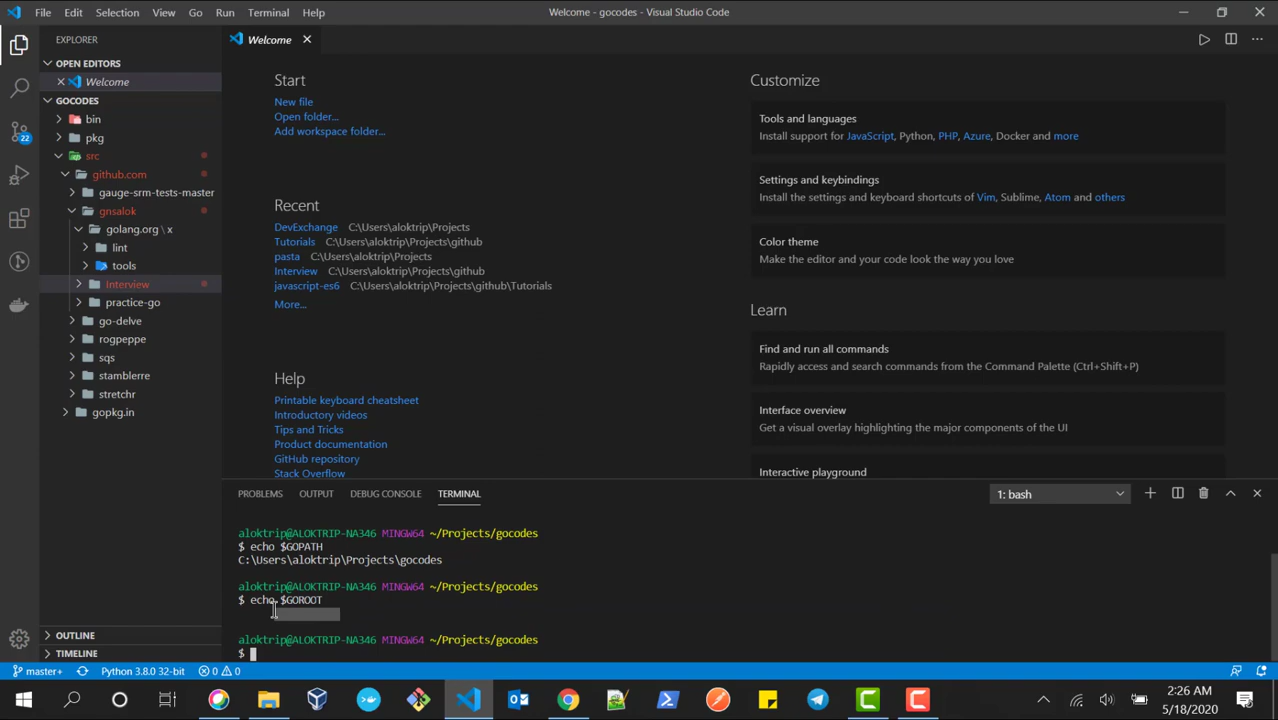 File Edit Selection View Go Run Terminal Help
Welcome - gocodes - Visual Studio Code
EXPLORER
OPEN EDITORS
Welcome
GOCODES
bin
pkg
src
github.com
gauge-srm-tests-master
gnsalok
golang.org \ x
lint
tools
Interview
practice-go
go-delve
rogpeppe
sqs
stamblerre
stretchr
gopkg.in
OUTLINE
TIMELINE
22
Welcome
Start
New file
Open folder...
Add workspace folder...
Recent
DevExchange C:\Users\aloktrip\Projects
Tutorials C:\Users\aloktrip\Projects\github
pasta C:\Users\aloktrip\Projects
Interview C:\Users\aloktrip\Projects\github
javascript-es6 C:\Users\aloktrip\Projects\github\Tutorials
More...
Help
Printable keyboard cheatsheet
Introductory videos
Tips and Tricks
Product documentation
GitHub repository
Stack Overflow
Customize
Tools and languages
Install support for JavaScript, Python, PHP, Azure, Docker and more
Settings and keybindings
Install the settings and keyboard shortcuts of Vim, Sublime, Atom and others
Color theme
Make the editor and your code look the way you love
Learn
Find and run all commands
Rapidly access and search commands from the Command Palette (Ctrl+Shift+P)
Interface overview
Get a visual overlay highlighting the major components of the UI
Interactive playground
PROBLEMS OUTPUT DEBUG CONSOLE TERMINAL
1: bash
aloktrip@ALOKTRIP-NA346 MINGW64 ~/Projects/gocodes
$ echo $GOPATH
C:\Users\aloktrip\Projects\gocodes
aloktrip@ALOKTRIP-NA346 MINGW64 ~/Projects/gocodes
$ echo $GOROOT
aloktrip@ALOKTRIP-NA346 MINGW64 ~/Projects/gocodes
$
master+ Python 3.8.0 32-bit 0 0
2:26 AM
5/18/2020